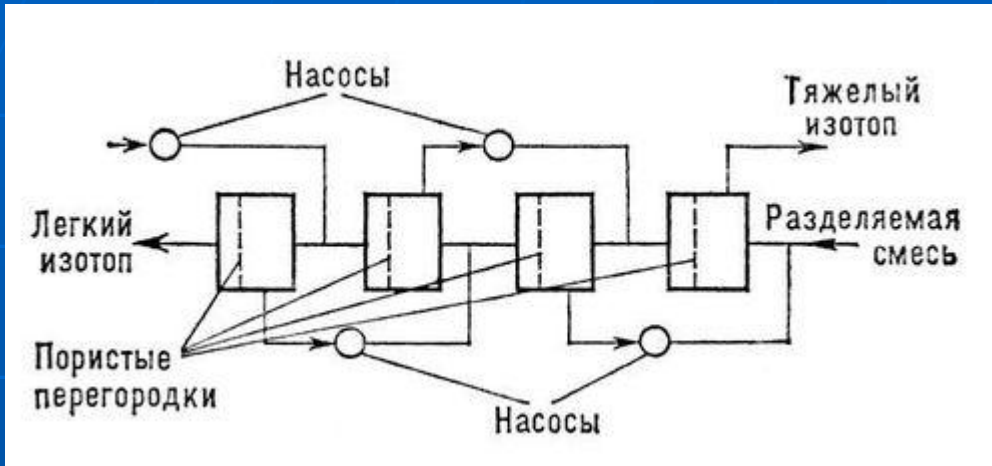 Насосы
Тяжелый
изотоп
Легкий
изотоп
Разделяемая
смесь
Пористые
перегородки
Насосы